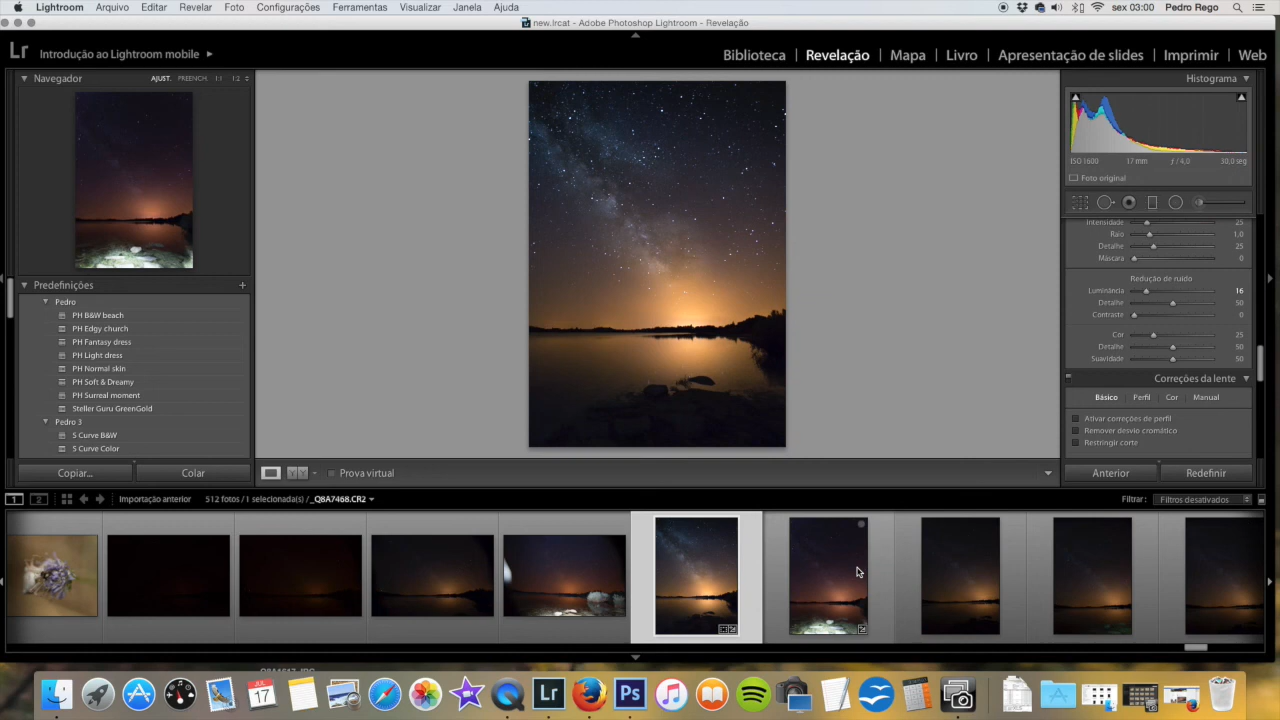 Lightroom Arquivo Editar Revelar Foto Configurações Ferramentas Visualizar Janela Ajuda sex 03:00 Pedro Rego
new.lrcat - Adobe Photoshop Lightroom - Revelação
Lr Introdução ao Lightroom mobile
Biblioteca | Revelação | Mapa | Livro | Apresentação de slides | Imprimir | Web
Navegador AJUST. PREENCH. 1:1 1:2
Histograma
ISO 1600 17 mm ƒ / 4,0 30,0 seg
Foto original
Intensidade 25
Raio 1,0
Detalhe 25
Máscara 0
Redução de ruído
Luminância 16
Detalhe 50
Contraste 0
Cor 25
Detalhe 50
Suavidade 50
Correções da lente
Básico Perfil Cor Manual
Ativar correções de perfil
Remover desvio cromático
Restringir corte
Anterior Redefinir
Predefinições
Pedro
PH B&W beach
PH Edgy church
PH Fantasy dress
PH Light dress
PH Normal skin
PH Soft & Dreamy
PH Surreal moment
Steller Guru GreenGold
Pedro 3
S Curve B&W
S Curve Color
Copiar... Colar
Y Y Prova virtual
1 2 Importação anterior 512 fotos / 1 selecionada(s) / _Q8A7468.CR2 Filtrar: Filtros desativados
JUL 17 Lr Ps